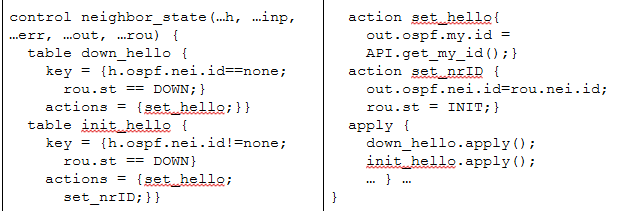 control neighbor_state(…h, …inp,
…err, …out, …rou) {
table down_hello {
key = {h.ospf.nei.id==none;
rou.st == DOWN;}
actions = {set_hello;}}
table init_hello {
key = {h.ospf.nei.id!=none;
rou.st == DOWN}
actions = {set_hello;
set_nrID;}}
action set_hello{
out.ospf.my.id =
API.get_my_id();}
action set_nrID {
out.ospf.nei.id=rou.nei.id;
rou.st = INIT;}
apply {
down_hello.apply();
init_hello.apply();
… } …
}